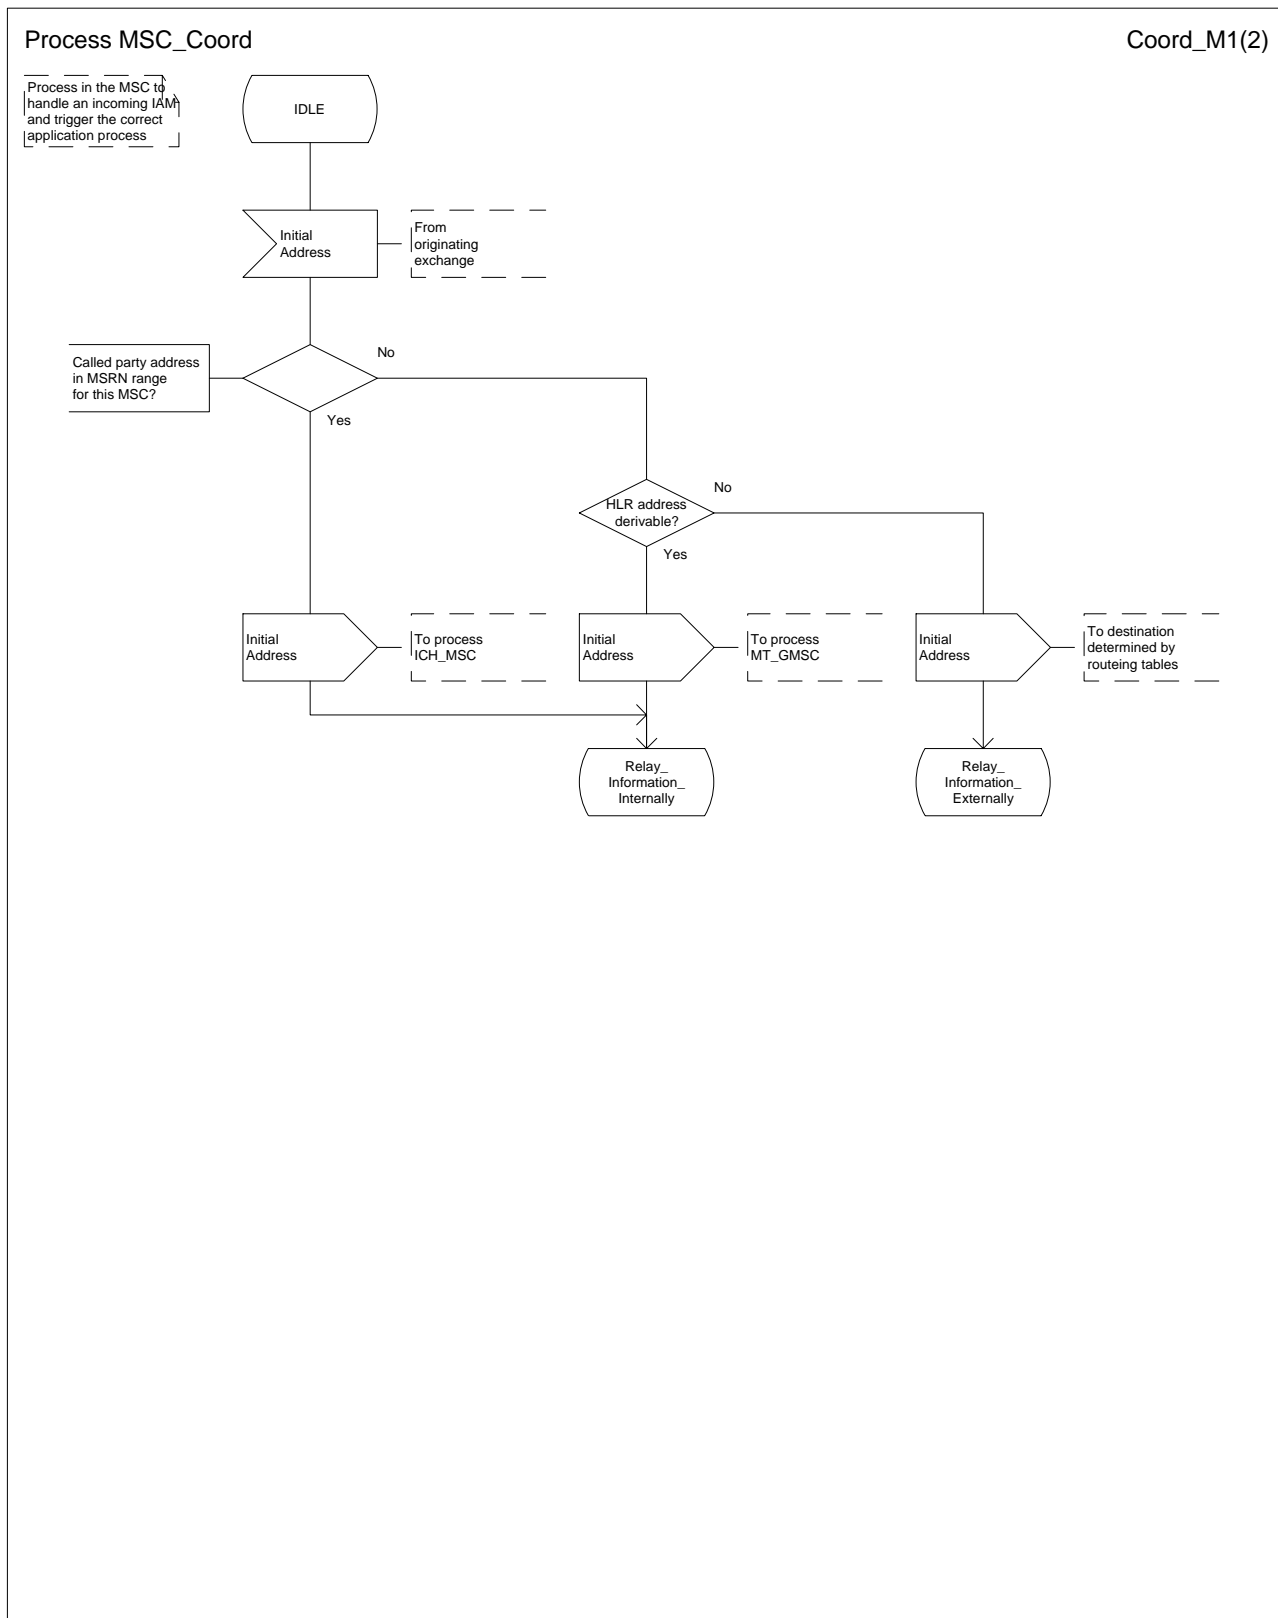 Process MSC_Coord
Coord_M1(2)
Process in the MSC to
handle an incoming IAM
and trigger the correct
application process
IDLE
Initial
Address
From
originating
exchange
Called party address
in MSRN range
for this MSC?
No
Yes
HLR address
derivable?
No
Yes
Initial
Address
To process
ICH_MSC
Initial
Address
To process
MT_GMSC
Initial
Address
To destination
determined by
routeing tables
Relay_
Information_
Internally
Relay_
Information_
Externally